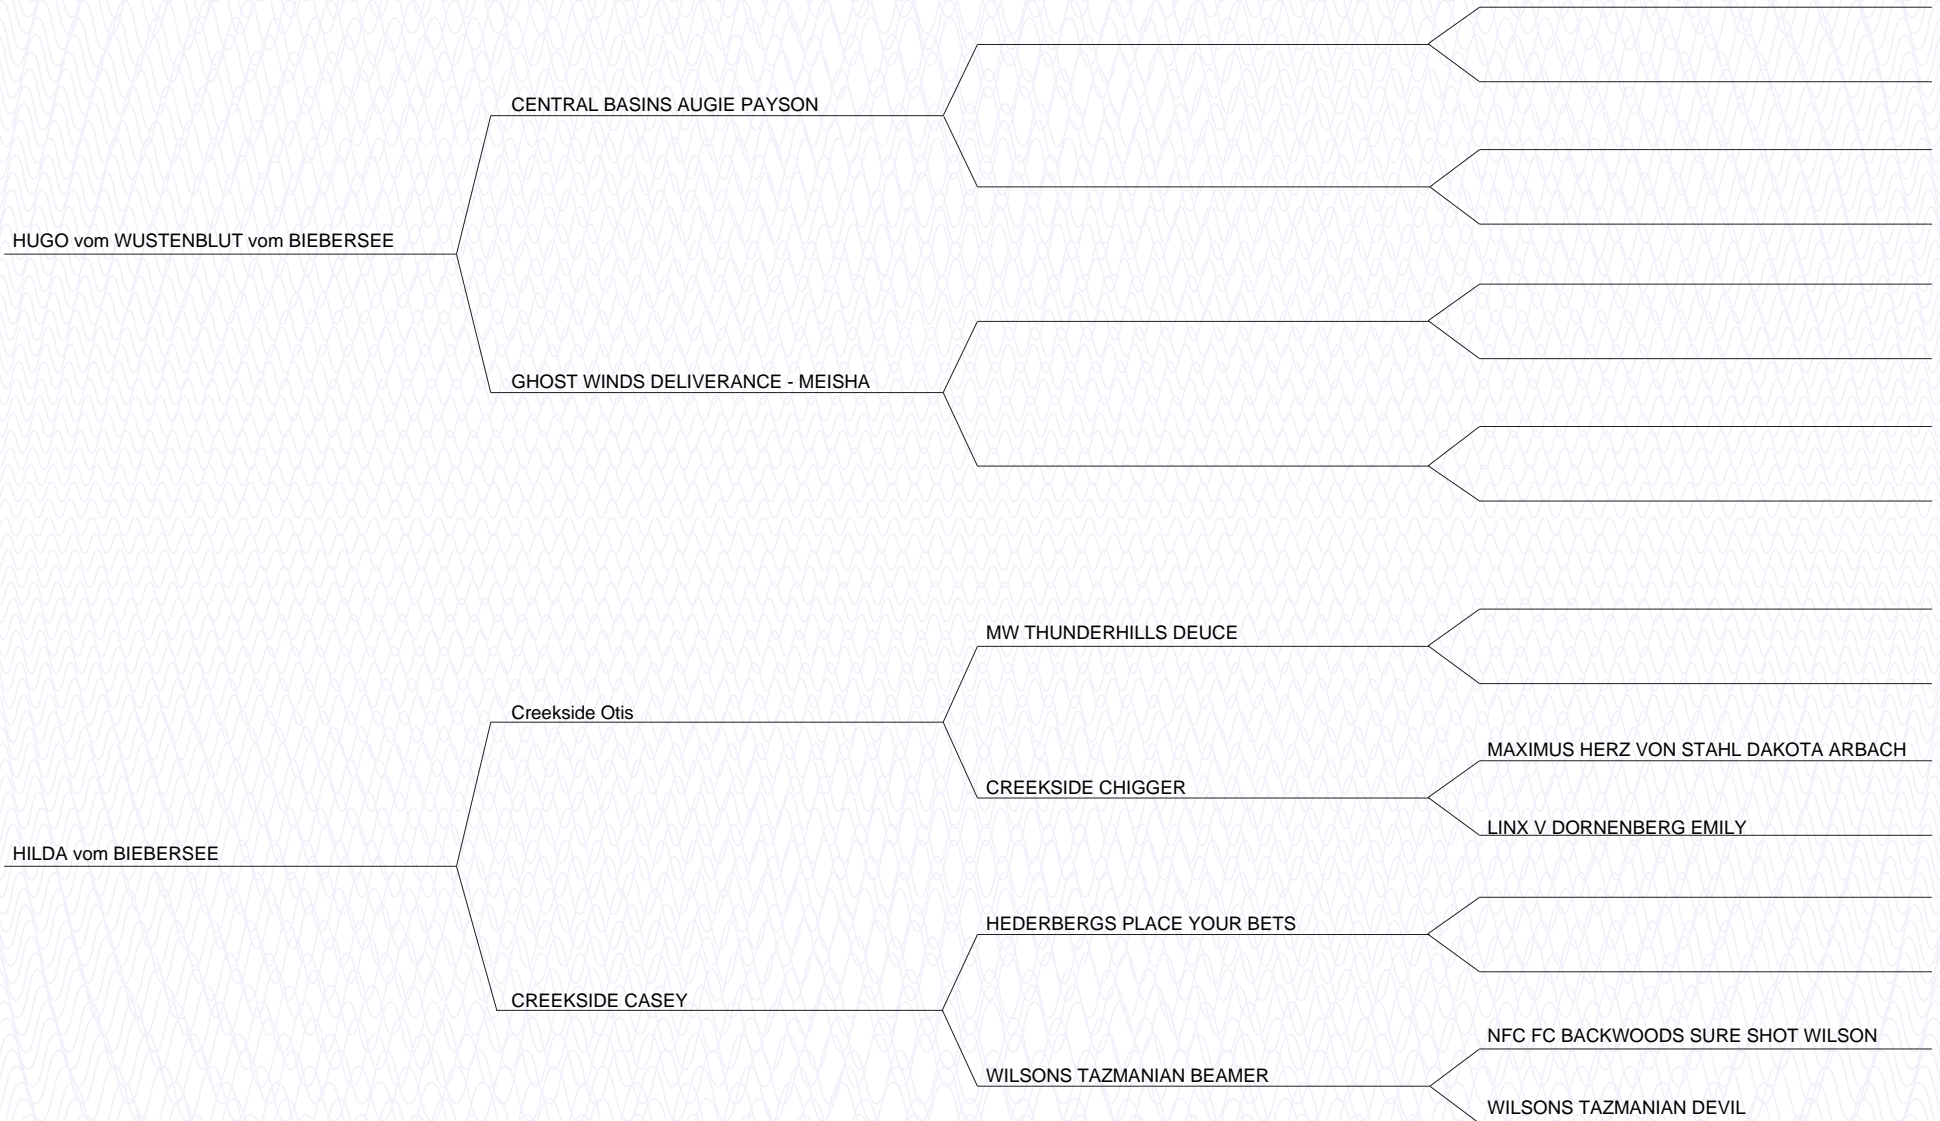 CENTRAL BASINS AUGIE PAYSON
HUGO vom WUSTENBLUT vom BIEBERSEE
GHOST WINDS DELIVERANCE - MEISHA
MW THUNDERHILLS DEUCE
Creekside Otis
MAXIMUS HERZ VON STAHL DAKOTA ARBACH
CREEKSIDE CHIGGER
LINX V DORNENBERG EMILY
HILDA vom BIEBERSEE
HEDERBERGS PLACE YOUR BETS
CREEKSIDE CASEY
NFC FC BACKWOODS SURE SHOT WILSON
WILSONS TAZMANIAN BEAMER
WILSONS TAZMANIAN DEVIL